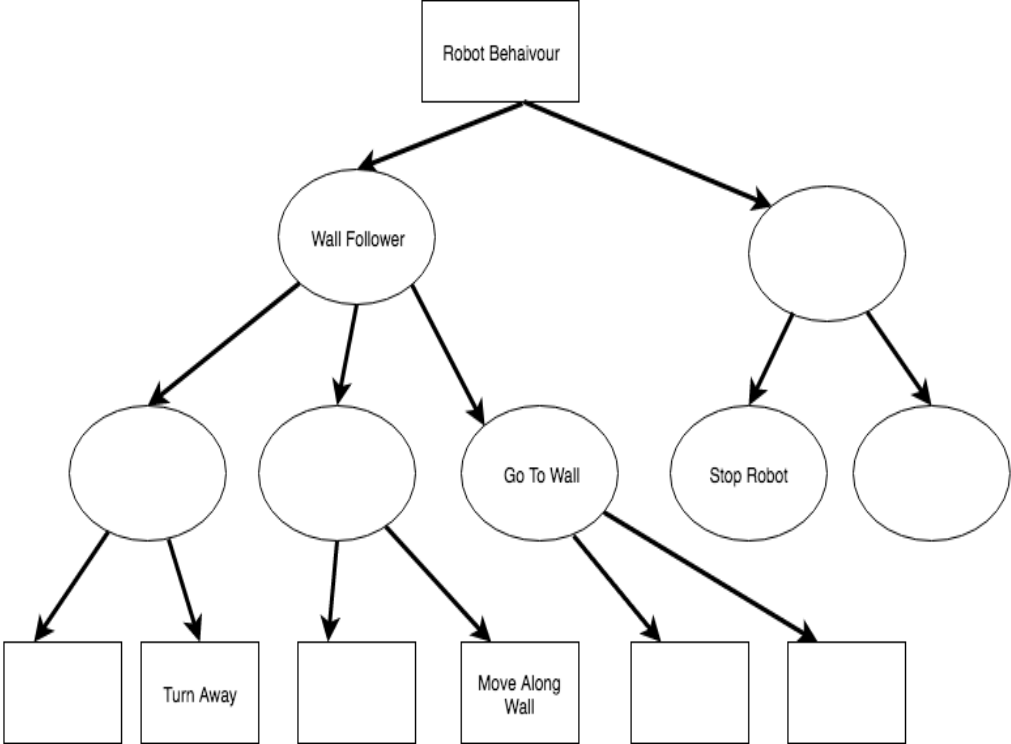 Robot Behaivour
Wall Follower
Go To Wall
Stop Robot
Turn Away
Move Along
Wall